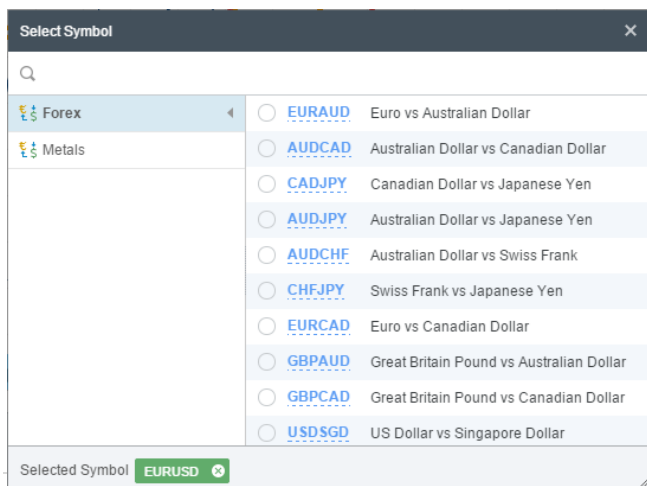 Select Symbol
Forex
Metals
EURAUD Euro vs Australian Dollar
AUDCAD Australian Dollar vs Canadian Dollar
CADJPY Canadian Dollar vs Japanese Yen
AUDJPY Australian Dollar vs Japanese Yen
AUDCHF Australian Dollar vs Swiss Frank
CHFJPY Swiss Frank vs Japanese Yen
EURCAD Euro vs Canadian Dollar
GBPAUD Great Britain Pound vs Australian Dollar
GBPCAD Great Britain Pound vs Canadian Dollar
USDSGD US Dollar vs Singapore Dollar
Selected Symbol EURUSD